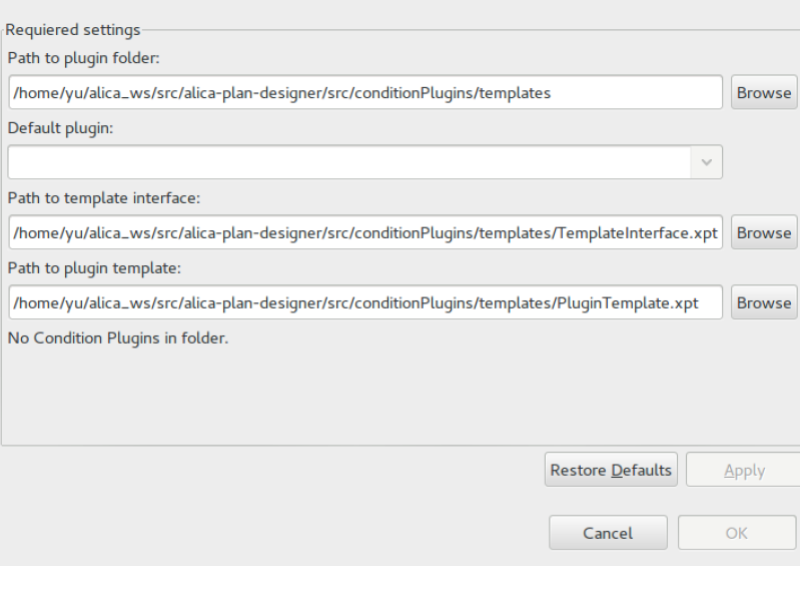 Requiered settings
Path to plugin folder:
/home/yu/alica_ws/src/alica-plan-designer/src/conditionPlugins/templates Browse
Default plugin:
Path to template interface:
/home/yu/alica_ws/src/alica-plan-designer/src/conditionPlugins/templates/TemplateInterface.xpt Browse
Path to plugin template:
/home/yu/alica_ws/src/alica-plan-designer/src/conditionPlugins/templates/PluginTemplate.xpt Browse
No Condition Plugins in folder.
Restore Defaults Apply
Cancel OK